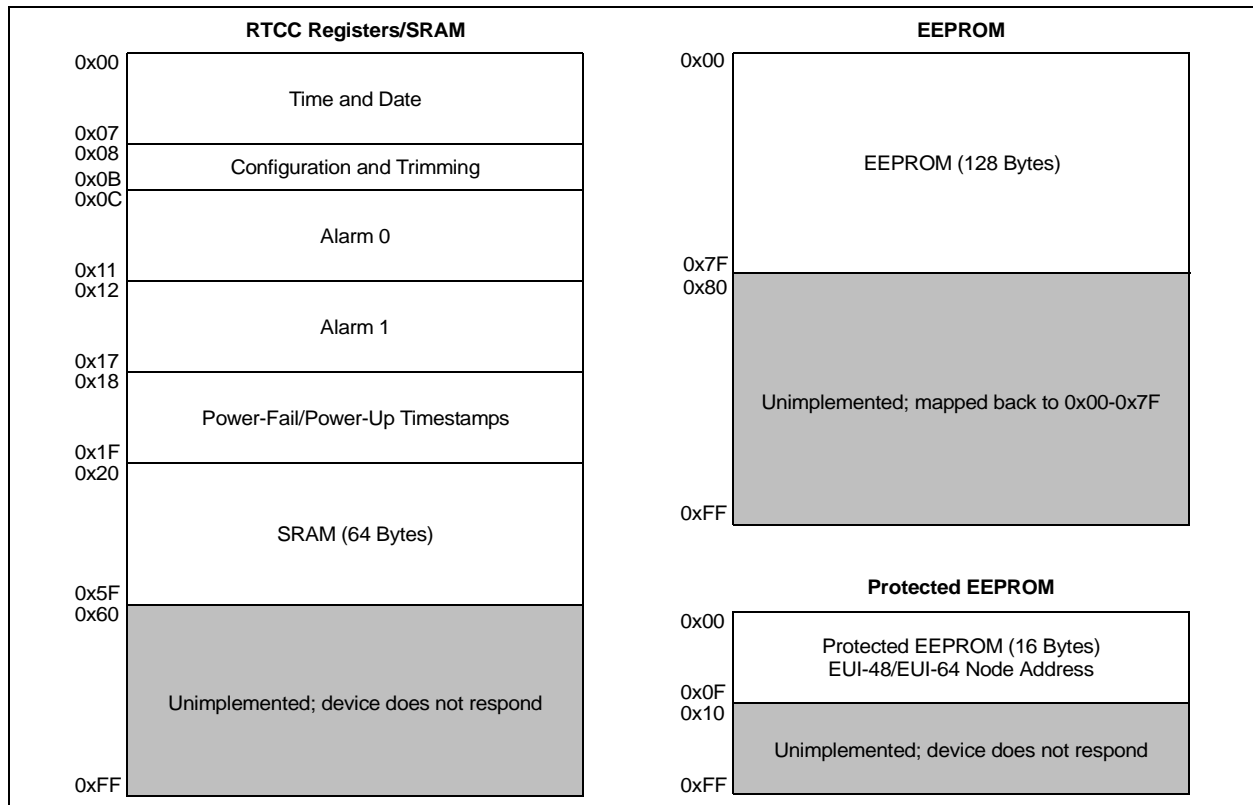 RTCC Registers/SRAM
0x00
Time and Date
0x07
0x08
Configuration and Trimming
0x0B
0x0C
Alarm 0
0x11
0x12
Alarm 1
0x17
0x18
Power-Fail/Power-Up Timestamps
0x1F
0x20
SRAM (64 Bytes)
0x5F
0x60
Unimplemented; device does not respond
0xFF
EEPROM
0x00
EEPROM (128 Bytes)
0x7F
0x80
Unimplemented; mapped back to 0x00-0x7F
0xFF
Protected EEPROM
0x00
Protected EEPROM (16 Bytes)
EUI-48/EUI-64 Node Address
0x0F
0x10
Unimplemented; device does not respond
0xFF